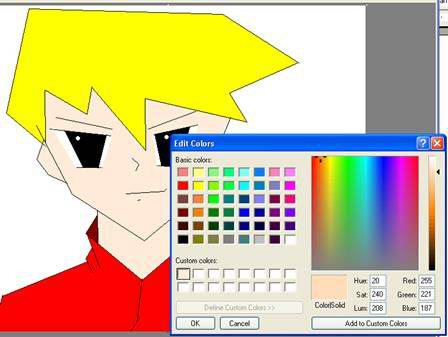 Edit Colors
Basic colors:
Custom colors:
Define Custom Colors >>
OK Cancel
Color|Solid
Hue: 20 Red: 255
Sat: 240 Green: 221
Lum: 208 Blue: 187
Add to Custom Colors